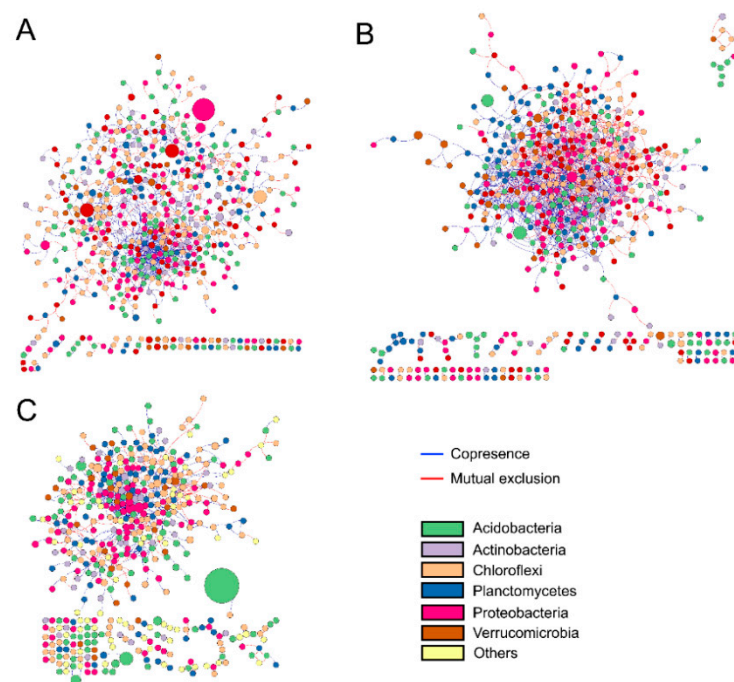 A
B
C
Copresence
Mutual exclusion
Acidobacteria
Actinobacteria
Chloroflexi
Planctomycetes
Proteobacteria
Verrucomicrobia
Others